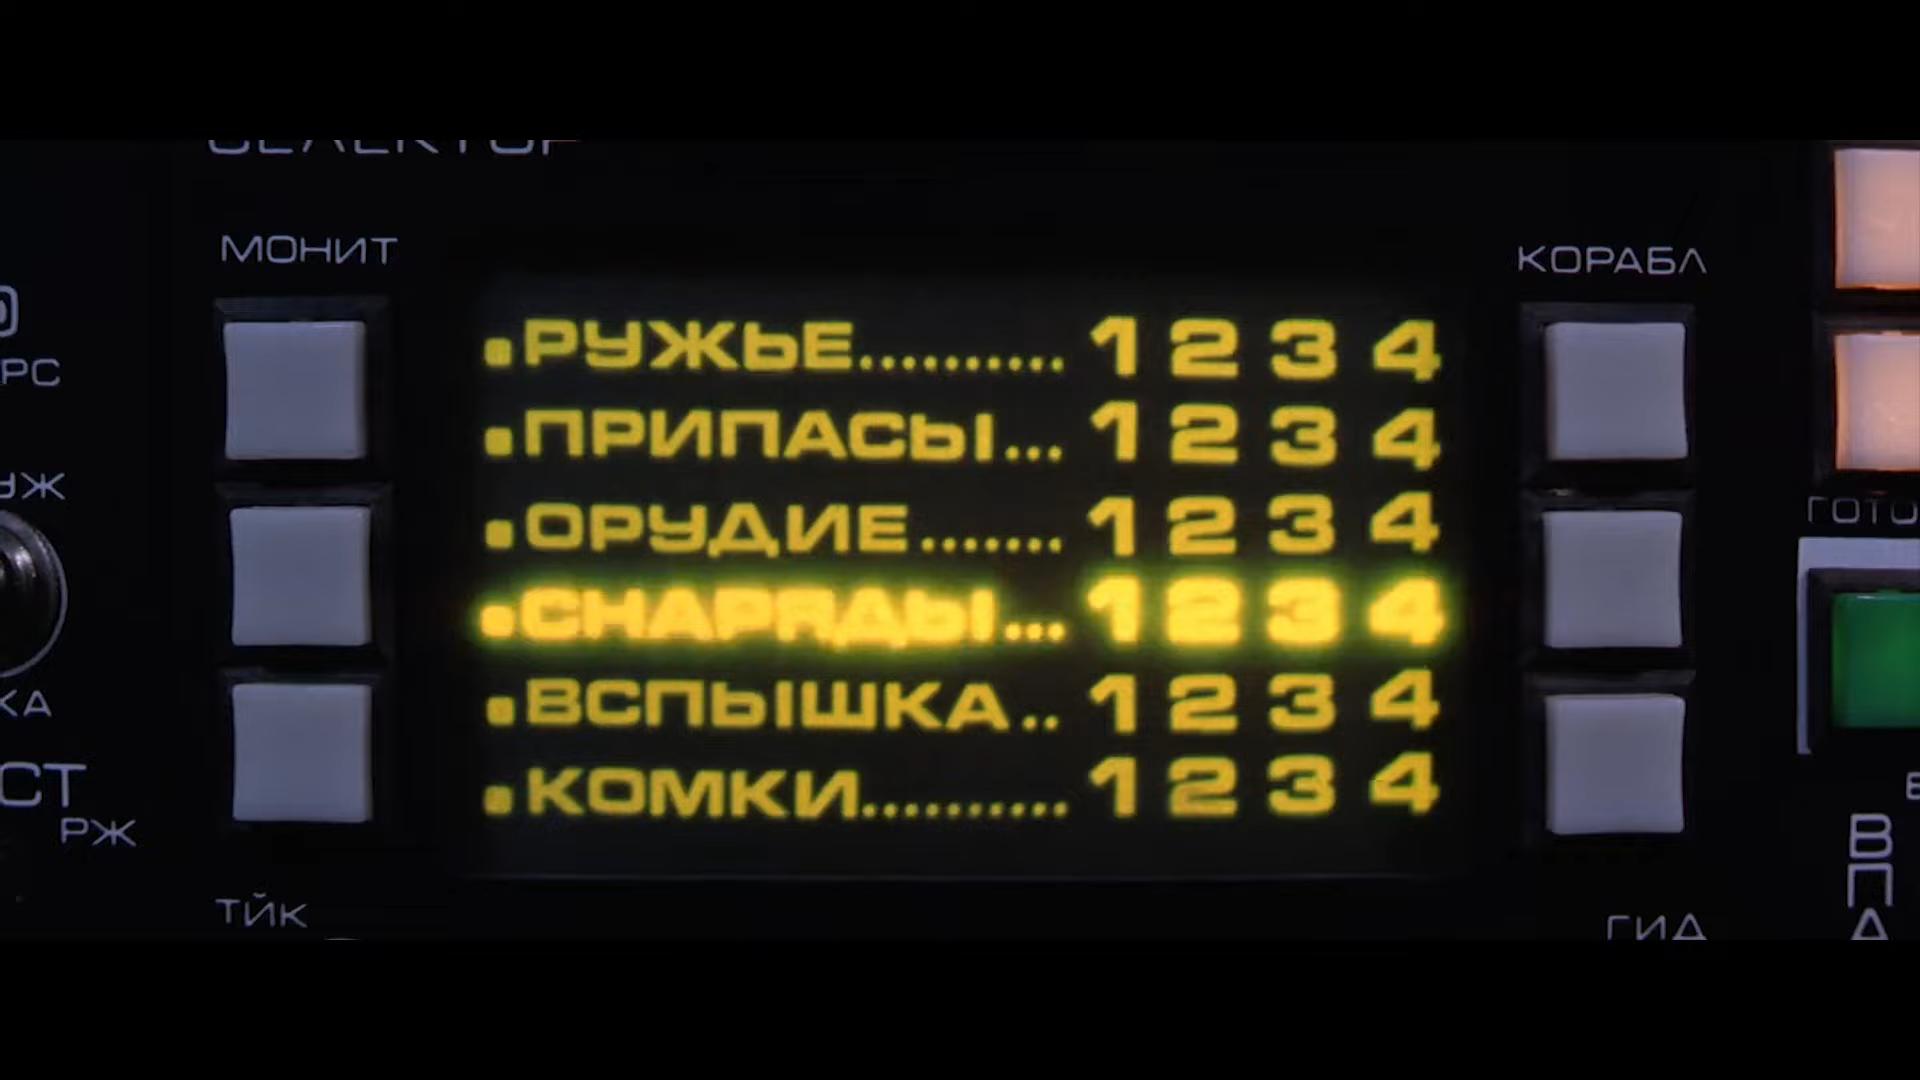 СЕЛЕКТОР
МОНИТ
КОРАБЛ
РУЖЬЕ.......... 1 2 3 4
ПРИПАСЫ... 1 2 3 4
ОРУДИЕ....... 1 2 3 4
СНАРЯДЫ... 1 2 3 4
ВСПЫШКА.. 1 2 3 4
КОМКИ.......... 1 2 3 4
РС
УЖ
КА
СТ
РЖ
ТЙК
ГИД
ГОТО
В
П
А